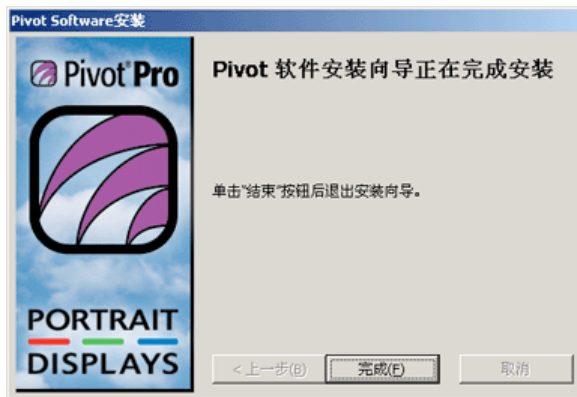 Pivot Software安装
Pivot® Pro
PORTRAIT
DISPLAYS
Pivot 软件安装向导正在完成安装
单击"结束"按钮后退出安装向导。
<上一步(B)
完成(F)
取消